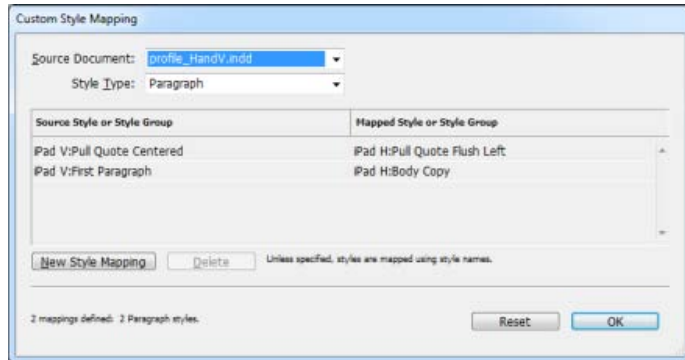 Custom Style Mapping
Source Document: profile_HandV.indd
Style Type: Paragraph
Source Style or Style Group Mapped Style or Style Group
iPad V:Pull Quote Centered iPad H:Pull Quote Flush Left
iPad V:First Paragraph iPad H:Body Copy
New Style Mapping Delete Unless specified, styles are mapped using style names.
2 mappings defined: 2 Paragraph styles.
Reset OK